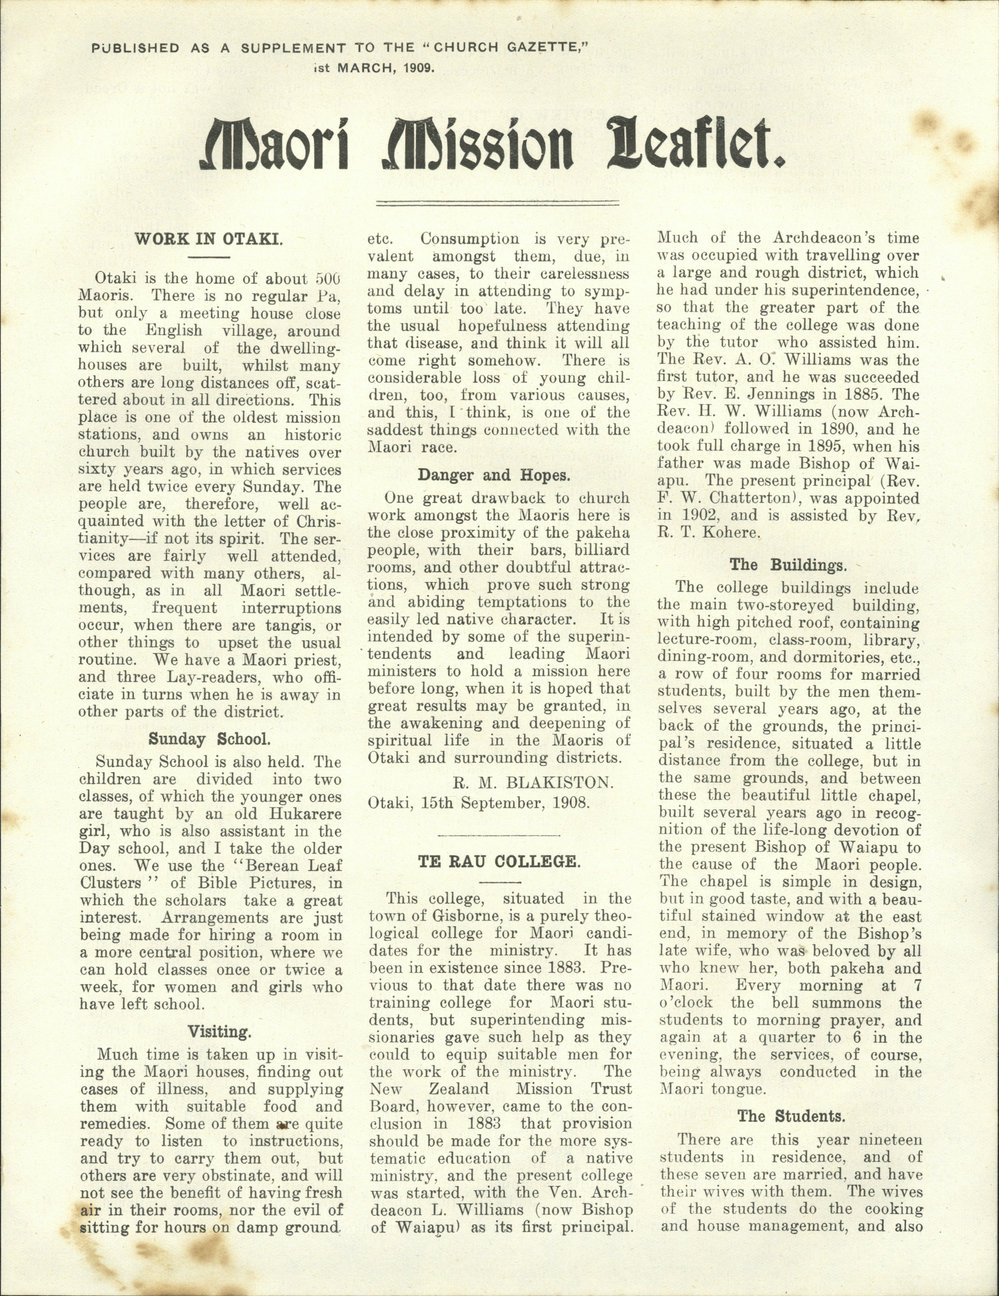 PUBLISHED AS A SUPPLEMENT TO THE "CHURCH GAZETTE,"
1st MARCH, 1909.
Maori Mission Leaflet.
WORK IN OTAKI.
Otaki is the home of about 500
Maoris. There is no regular Pa,
but only a meeting house close
to the English village, around
which several of the dwelling-
houses are built, whilst many
others are long distances off, scat-
tered about in all directions. This
place is one of the oldest mission
stations, and owns an historic
church built by the natives over
sixty years ago, in which services
are held twice every Sunday. The
people are, therefore, well ac-
quainted with the letter of Chris-
tianity—if not its spirit. The ser-
vices are fairly well attended,
compared with many others, al-
though, as in all Maori settle-
ments, frequent interruptions
occur, when there are tangis, or
other things to upset the usual
routine. We have a Maori priest,
and three Lay-readers, who offi-
ciate in turns when he is away in
other parts of the district.
Sunday School.
Sunday School is also held. The
children are divided into two
classes, of which the younger ones
are taught by an old Hukarere
girl, who is also assistant in the
Day school, and I take the older
ones. We use the "Berean Leaf
Clusters" of Bible Pictures, in
which the scholars take a great
interest. Arrangements are just
being made for hiring a room in
a more central position, where we
can hold classes once or twice a
week, for women and girls who
have left school.
Visiting.
Much time is taken up in visit-
ing the Maori houses, finding out
cases of illness, and supplying
them with suitable food and
remedies. Some of them are quite
ready to listen to instructions,
and try to carry them out, but
others are very obstinate, and will
not see the benefit of having fresh
air in their rooms, nor the evil of
sitting for hours on damp ground
etc. Consumption is very pre-
valent amongst them, due, in
many cases, to their carelessness
and delay in attending to symp-
toms until too late. They have
the usual hopefulness attending
that disease, and think it will all
come right somehow. There is
considerable loss of young chil-
dren, too, from various causes,
and this, I think, is one of the
saddest things connected with the
Maori race.
Danger and Hopes.
One great drawback to church
work amongst the Maoris here is
the close proximity of the pakeha
people, with their bars, billiard
rooms, and other doubtful attrac-
tions, which prove such strong
and abiding temptations to the
easily led native character. It is
intended by some of the superin-
tendents and leading Maori
ministers to hold a mission here
before long, when it is hoped that
great results may be granted, in
the awakening and deepening of
spiritual life in the Maoris of
Otaki and surrounding districts.
R. M. BLAKISTON.
Otaki, 15th September, 1908.
TE RAU COLLEGE.
This college, situated in the
town of Gisborne, is a purely theo-
logical college for Maori candi-
dates for the ministry. It has
been in existence since 1883. Pre-
vious to that date there was no
training college for Maori stu-
dents, but superintending mis-
sionaries gave such help as they
could to equip suitable men for
the work of the ministry. The
New Zealand Mission Trust
Board, however, came to the con-
clusion in 1883 that provision
should be made for the more sys-
tematic education of a native
ministry, and the present college
was started, with the Ven. Arch-
deacon L. Williams (now Bishop
of Waiapu) as its first principal.
Much of the Archdeacon's time
was occupied with travelling over
a large and rough district, which
he had under his superintendence,
so that the greater part of the
teaching of the college was done
by the tutor who assisted him.
The Rev. A. O. Williams was the
first tutor, and he was succeeded
by Rev. E. Jennings in 1885. The
Rev. H. W. Williams (now Arch-
deacon) followed in 1890, and he
took full charge in 1895, when his
father was made Bishop of Wai-
apu. The present principal (Rev.
F. W. Chatterton), was appointed
in 1902, and is assisted by Rev.
R. T. Kohere.
The Buildings.
The college buildings include
the main two-storeyed building,
with high pitched roof, containing
lecture-room, class-room, library,
dining-room, and dormitories, etc.,
a row of four rooms for married
students, built by the men them-
selves several years ago, at the
back of the grounds, the princi-
pal's residence, situated a little
distance from the college, but in
the same grounds, and between
these the beautiful little chapel,
built several years ago in recog-
nition of the life-long devotion of
the present Bishop of Waiapu to
the cause of the Maori people.
The chapel is simple in design,
but in good taste, and with a beau-
tiful stained window at the east
end, in memory of the Bishop's
late wife, who was beloved by all
who knew her, both pakeha and
Maori. Every morning at 7
o'clock the bell summons the
students to morning prayer, and
again at a quarter to 6 in the
evening, the services, of course,
being always conducted in the
Maori tongue.
The Students.
There are this year nineteen
students in residence, and of
these seven are married, and have
their wives with them. The wives
of the students do the cooking
and house management, and also